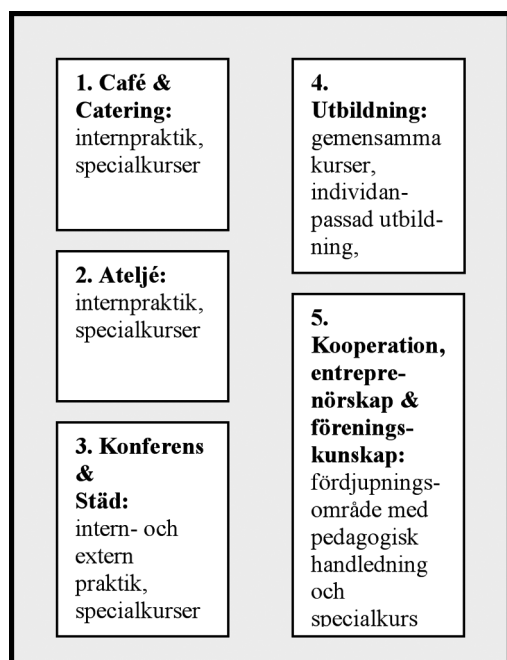 1. Café &
Catering:
internpraktik,
specialkurser
2. Ateljé:
internpraktik,
specialkurser
3. Konferens
&
Städ:
intern- och
extern
praktik,
specialkurser
4.
Utbildning:
gemensamma
kurser,
individan-
passad utbild-
ning,
5.
Kooperation,
entrepre-
nörskap &
förenings-
kunskap:
fördjupnings-
område med
pedagogisk
handledning
och
specialkurs